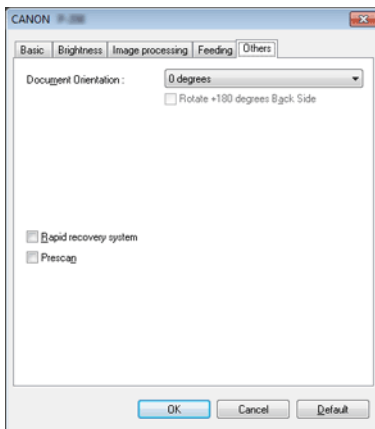 CANON
Basic Brightness Image processing Feeding Others
Document Orientation : 0 degrees
Rotate +180 degrees Back Side
Rapid recovery system
Prescan
OK Cancel Default